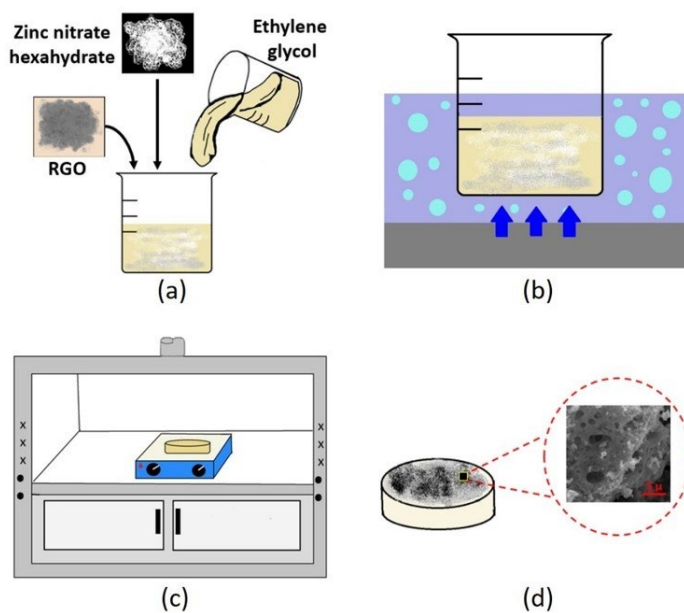 Zinc nitrate
hexahydrate
Ethylene
glycol
RGO
(a)
(b)
X
X
X
X
X
X
(c)
(d)